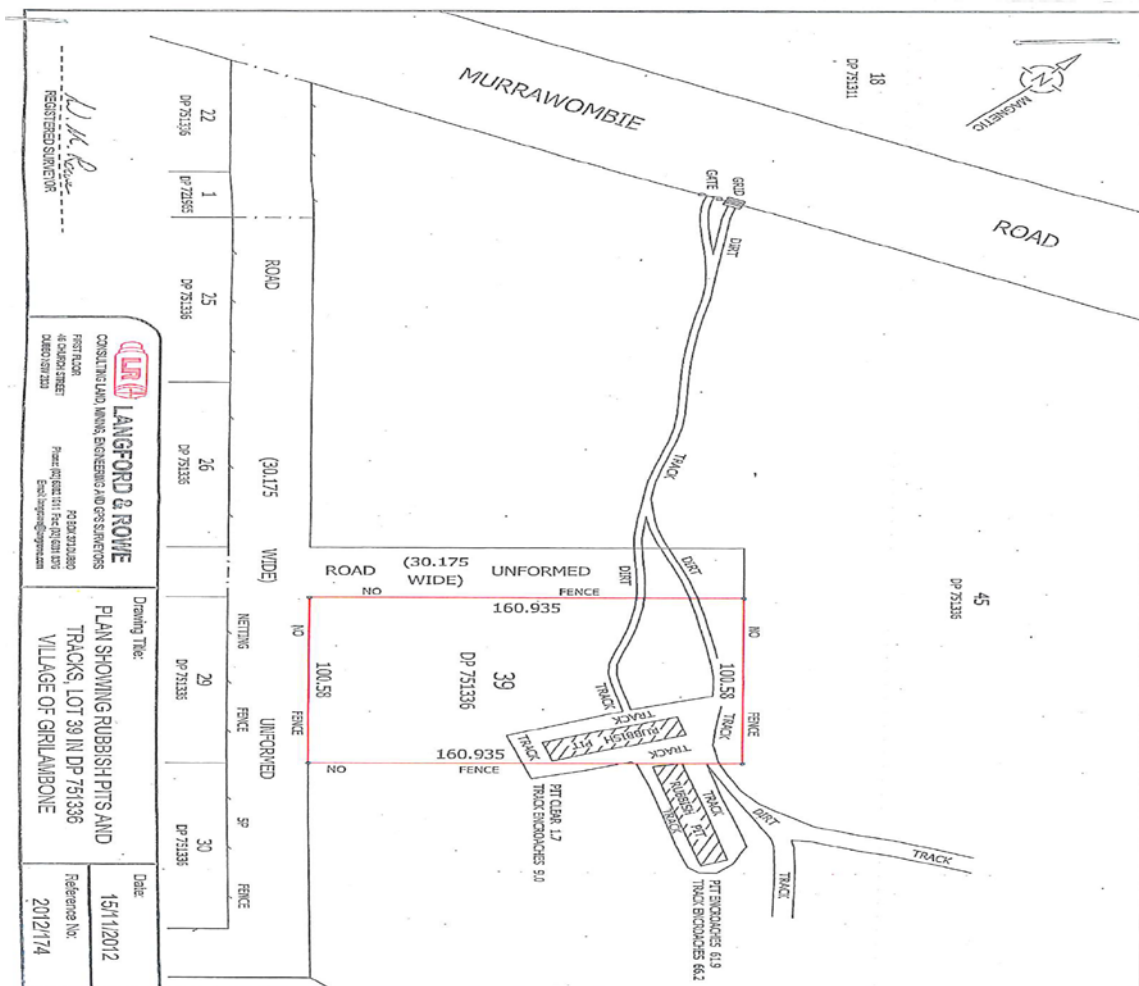 18
DP 751311
N
MAGNETIC
MURRAWOMBIE
ROAD
GRID
GATE
DIRT
TRACK
45
DP 751336
22
DP 751336
1
DP 721965
25
DP 751336
26
DP 751336
29
DP 751336
30
DP 751336
ROAD
(30.175
WIDE)
UNFORMED
NETTING
FENCE
SP
FENCE
ROAD
(30.175
WIDE)
UNFORMED
NO
FENCE
160.935
DIRT
DIRT
NO
FENCE
100.58
NO
FENCE
100.58
39
DP 751336
TRACK
TRACK
TRACK
TRACK
TRACK
RUBBISH
PIT
160.935
NO
FENCE
RUBBISH
PIT
TRACK
TRACK
DIRT
TRACK
TRACK
PIT CLEAR 1.7
TRACK ENCROACHES 9.0
PIT ENCROACHES 61.9
TRACK ENCROACHES 66.2
REGISTERED SURVEYOR
LR
LANGFORD & ROWE
CONSULTING LAND, MINING, ENGINEERING AND GPS SURVEYORS
FIRST FLOOR
46 CHURCH STREET
DUBBO NSW 2830
Drawing Title:
PLAN SHOWING RUBBISH PITS AND
TRACKS, LOT 39 IN DP 751336
VILLAGE OF GIRILAMBONE
Date:
15/11/2012
Reference No:
2012/174